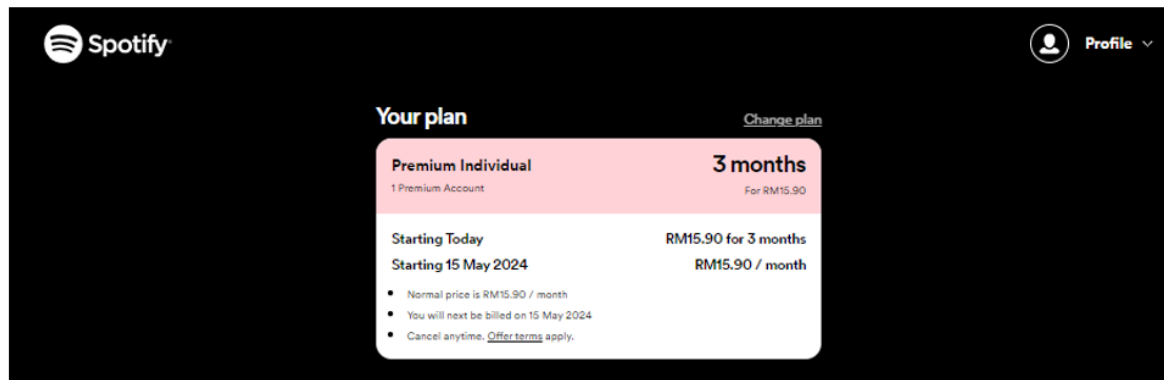 Spotify
Profile
Your plan
Change plan
Premium Individual
3 months
1 Premium Account
For RM15.90
Starting Today
RM15.90 for 3 months
Starting 15 May 2024
RM15.90 / month
• Normal price is RM15.90 / month
• You will next be billed on 15 May 2024
• Cancel anytime. Offer terms apply.